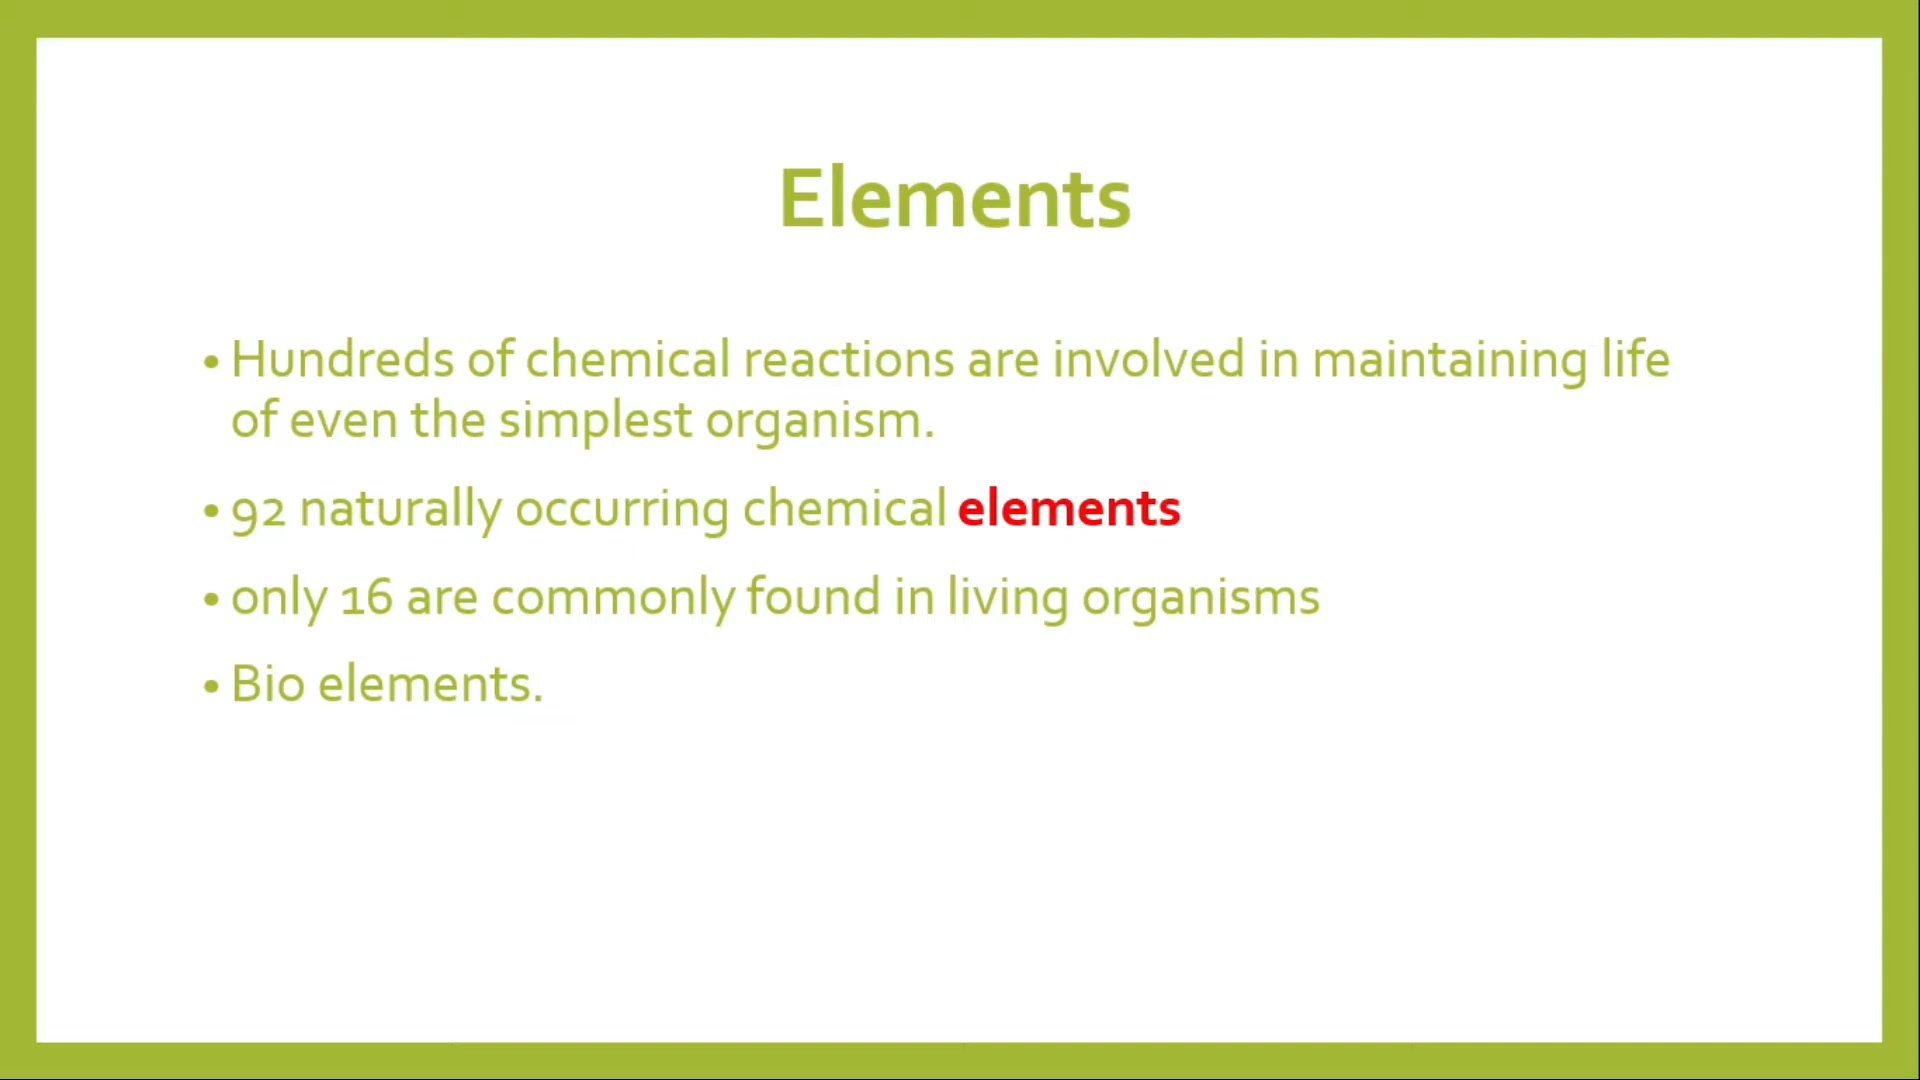 Elements
• Hundreds of chemical reactions are involved in maintaining life
of even the simplest organism.
• 92 naturally occurring chemical elements
• only 16 are commonly found in living organisms
• Bio elements.